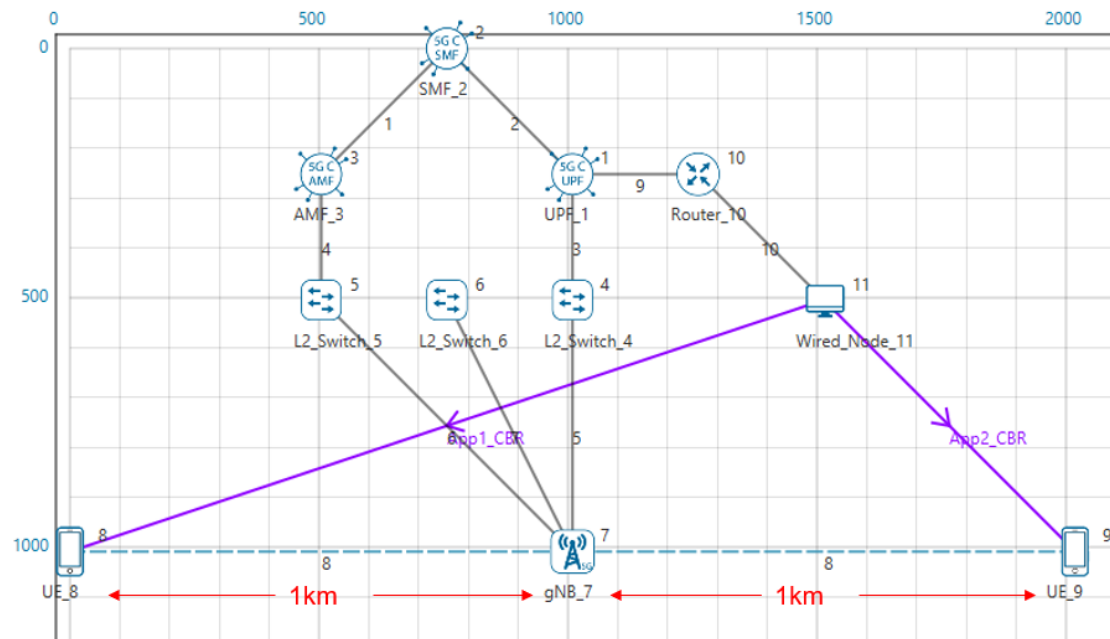 0 500 1000 1500 2000
0
5G C
SMF
2
SMF_2
1
2
5G C
AMF
3
AMF_3
5G C
UPF
1
UPF_1
9
10
Router_10
4
3
10
500
5
6
4
11
L2_Switch_5
L2_Switch_6
L2_Switch_4
Wired_Node_11
App1_CBR
5
App2_CBR
1000
8
7
9
5G
8
8
UE_8
gNB_7
UE_9
1km
1km